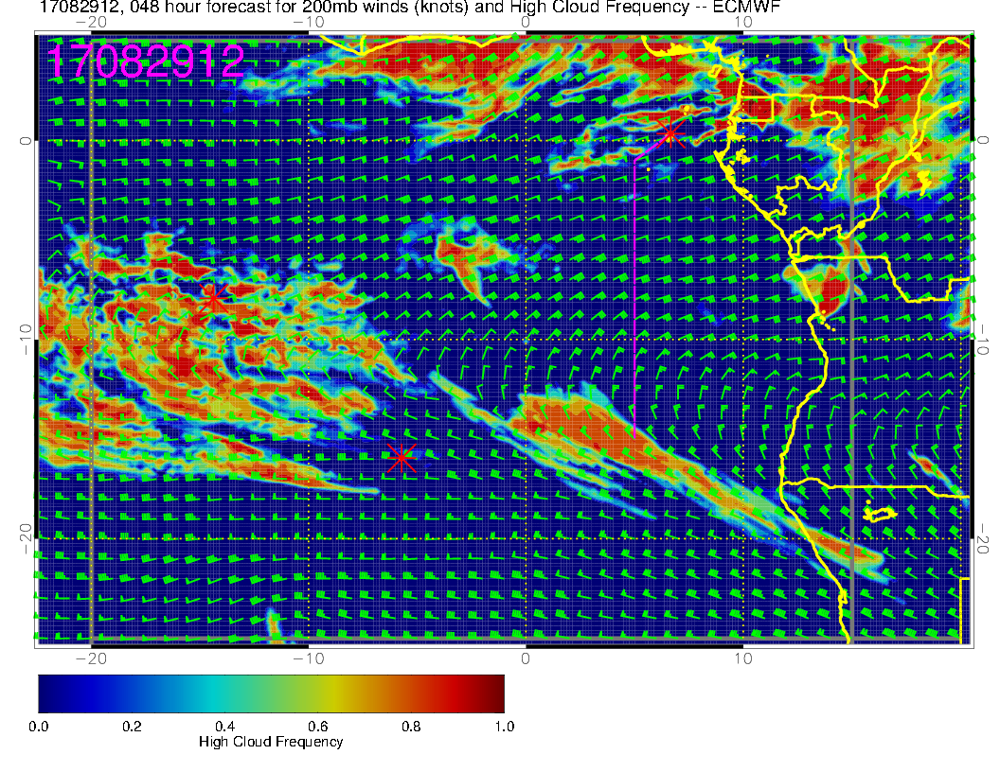 17082912, 048 hour forecast for 200mb winds (knots) and High Cloud Frequency -- ECMWF
−20 −10 0 10
17082912
0 0
−10 −10
−20 −20
−20 −10 0 10
0.0 0.2 0.4 0.6 0.8 1.0
High Cloud Frequency